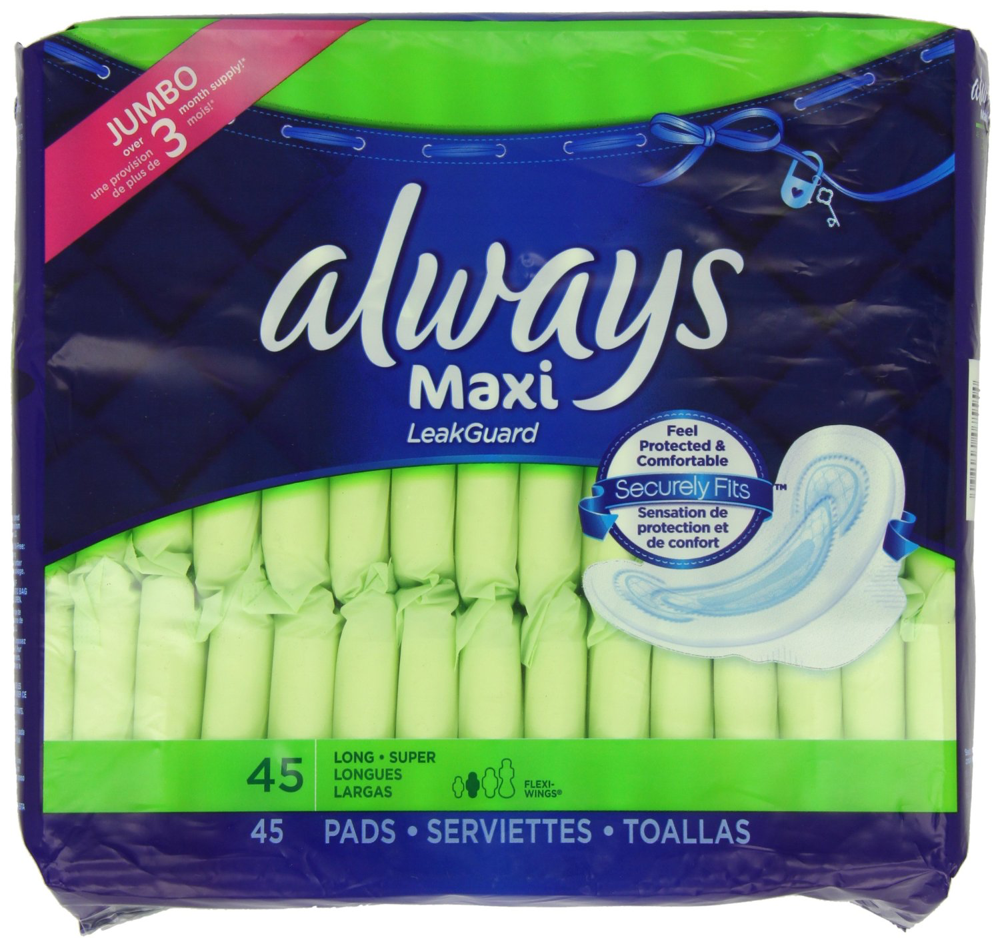 JUMBO
over 3 month supply!*
une provision de plus de 3 mois!*
always
Maxi
LeakGuard
Feel
Protected &
Comfortable
Securely Fits™
Sensation de
protection et
de confort
45
LONG • SUPER
LONGUES
LARGAS
FLEXI-
WINGS®
45 PADS • SERVIETTES • TOALLAS